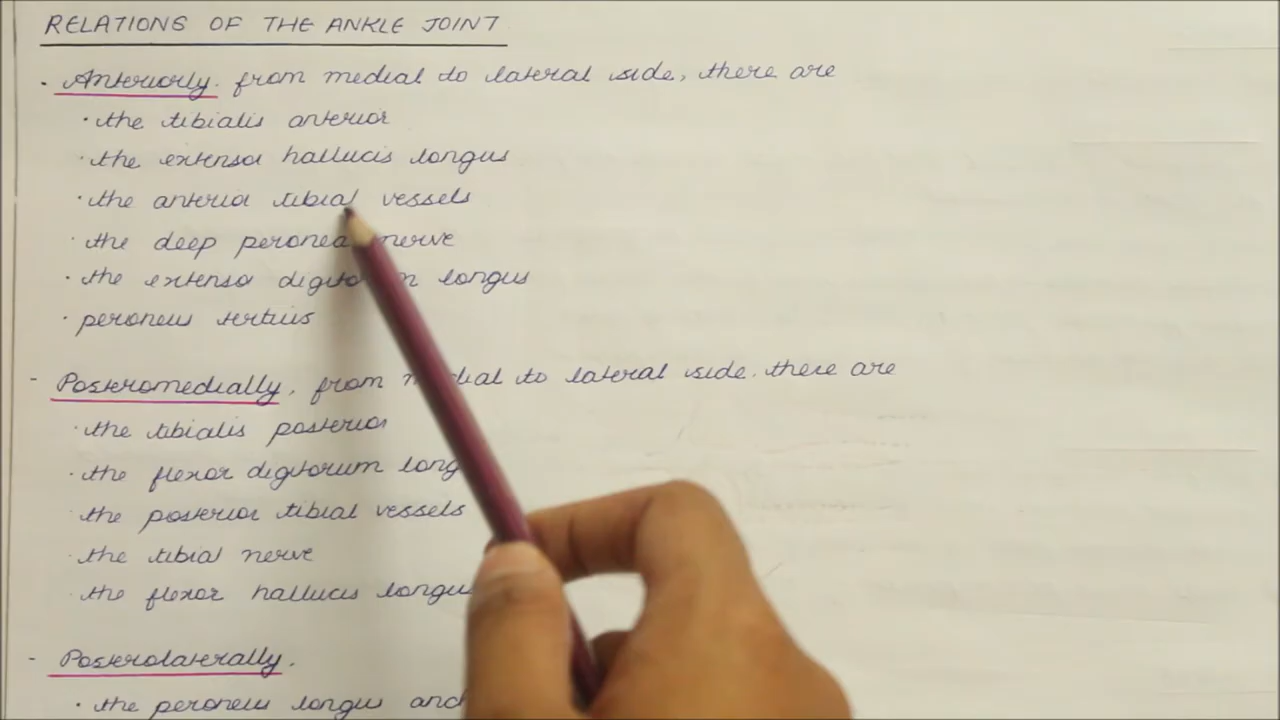 RELATIONS OF THE ANKLE JOINT
- Anteriorly. from medial to lateral side, there are
· the tibialis anterior
· the extensor hallucis longus
· the anterior tibial vessels
· the deep peroneal nerve
· the extensor digitorum longus
· peroneus tertius
- Posteromedially, from medial to lateral side. there are
· the tibialis posterior
· the flexor digitorum long
· the posterior tibial vessels
· the tibial nerve
· the flexor hallucis longus
- Posterolaterally.
· the peroneus longus and